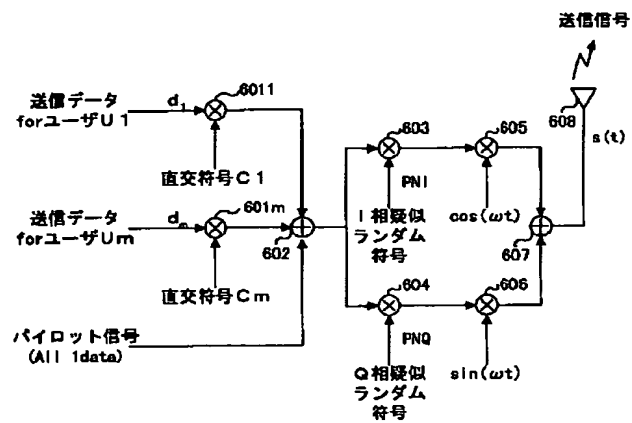 送信信号
送信データ
forユーザU1
d1
6011
直交符号C1
送信データ
forユーザUm
dm
601m
602
直交符号Cm
パイロット信号
(All 1data)
603
PNI
I相疑似
ランダム
符号
605
cos(ωt)
604
PNQ
Q相疑似
ランダム
符号
606
sin(ωt)
607
608
s(t)